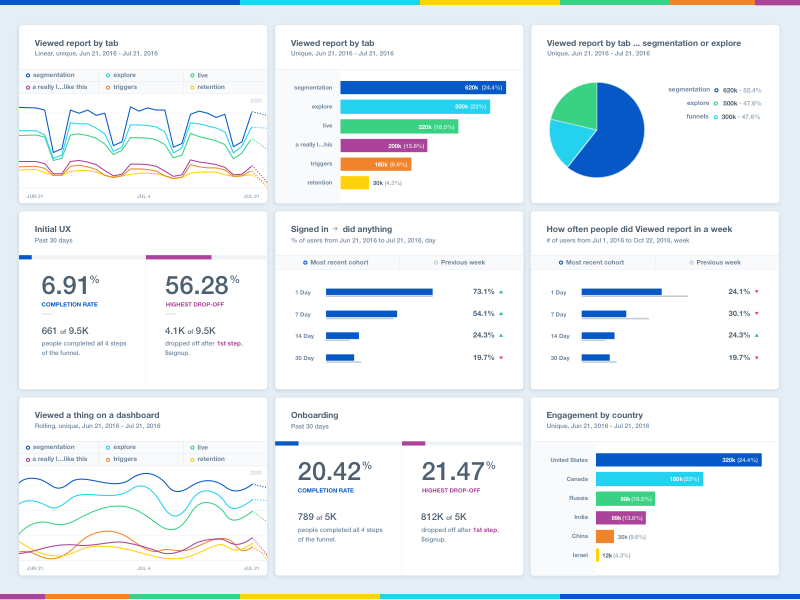 Viewed report by tab
Linear, unique, Jun 21, 2016 - Jul 21, 2016
segmentation
explore
live
a really l...like this
triggers
retention
2500
JUN 21
JUL 4
JUL 21
Viewed report by tab
Unique, Jun 21, 2016 - Jul 21, 2016
segmentation 620k (24.4%)
explore 500k (23%)
live 220k (18.5%)
a really l...his 200k (13.8%)
triggers 160k (9.6%)
retention 30k (4.3%)
Viewed report by tab ... segmentation or explore
Unique, Jun 21, 2016 - Jul 21, 2016
segmentation 620k · 52.4%
explore 500k · 47.6%
funnels 300k · 47.6%
Initial UX
Past 30 days
6.91%
COMPLETION RATE
661 of 9.5K
people completed all 4 steps
of the funnel.
56.28%
HIGHEST DROP-OFF
4.1K of 9.5K
dropped off after 1st step,
$signup.
Signed in → did anything
% of users from Jun 21, 2016 to Jul 21, 2016, day
Most recent cohort
Previous week
1 Day 73.1%
7 Day 54.1%
14 Day 24.3%
30 Day 19.7%
How often people did Viewed report in a week
# of users from Jul 1, 2016 to Oct 22, 2016, week
Most recent cohort
Previous week
1 Day 24.1%
7 Day 30.1%
14 Day 24.3%
30 Day 19.7%
Viewed a thing on a dashboard
Rolling, unique, Jun 21, 2016 - Jul 21, 2016
segmentation
explore
live
a really l...like this
triggers
retention
2500
JUN 21
JUL 4
JUL 21
Onboarding
Past 30 days
20.42%
COMPLETION RATE
789 of 5K
people completed all 4 steps
of the funnel.
21.47%
HIGHEST DROP-OFF
812K of 5K
dropped off after 1st step,
$signup.
Engagement by country
Unique, Jun 21, 2016 - Jul 21, 2016
United States 320k (24.4%)
Canada 180k(23%)
Russia 98k (18.5%)
India 89k (13.8%)
China 30k (9.6%)
Israel 12k (4.3%)